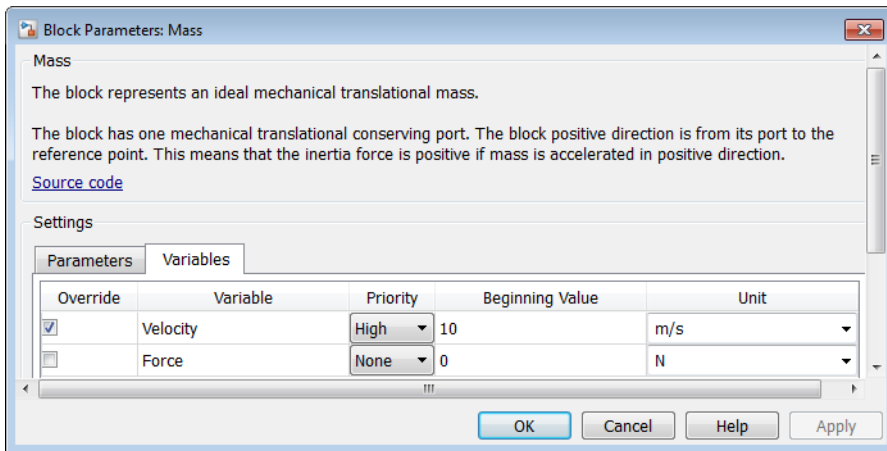 Block Parameters: Mass
Mass
The block represents an ideal mechanical translational mass.
The block has one mechanical translational conserving port. The block positive direction is from its port to the
reference point. This means that the inertia force is positive if mass is accelerated in positive direction.
Source code
Settings
Parameters Variables
Override Variable Priority Beginning Value Unit
Velocity High 10 m/s
Force None 0 N
OK Cancel Help Apply